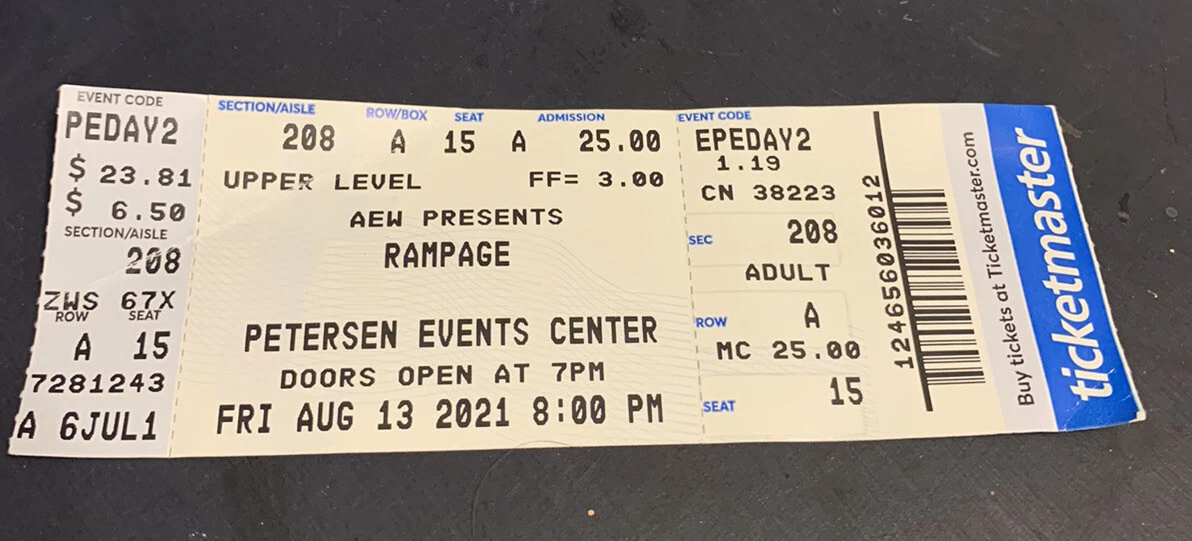 EVENT CODE
PEDAY2
$ 23.81
$ 6.50
SECTION/AISLE
208
ZWS 67X
ROW SEAT
A 15
7281243
A 6JUL1
SECTION/AISLE ROW/BOX SEAT ADMISSION
208 A 15 A 25.00
UPPER LEVEL FF= 3.00
AEW PRESENTS
RAMPAGE
PETERSEN EVENTS CENTER
DOORS OPEN AT 7PM
FRI AUG 13 2021 8:00 PM
EVENT CODE
EPEDAY2
1.19
CN 38223
SEC 208
ADULT
ROW A
MC 25.00
SEAT 15
124656036012
Buy tickets at Ticketmaster.com
ticketmaster